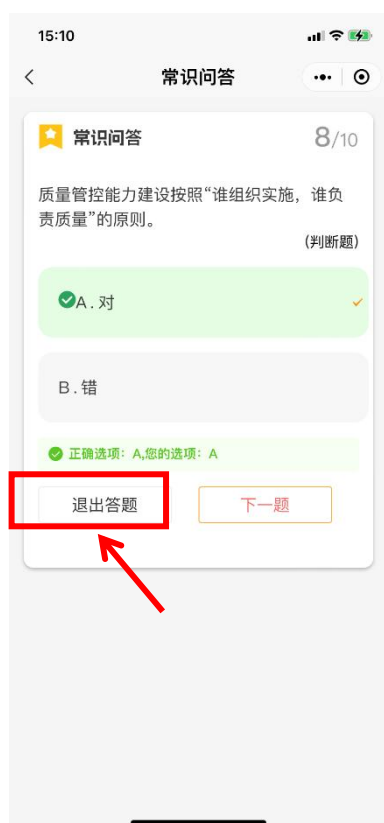 15:10
常识问答
常识问答
8/10
质量管控能力建设按照“谁组织实施，谁负
责质量”的原则。
(判断题)
A.对
B.错
正确选项：A,您的选项：A
退出答题
下一题